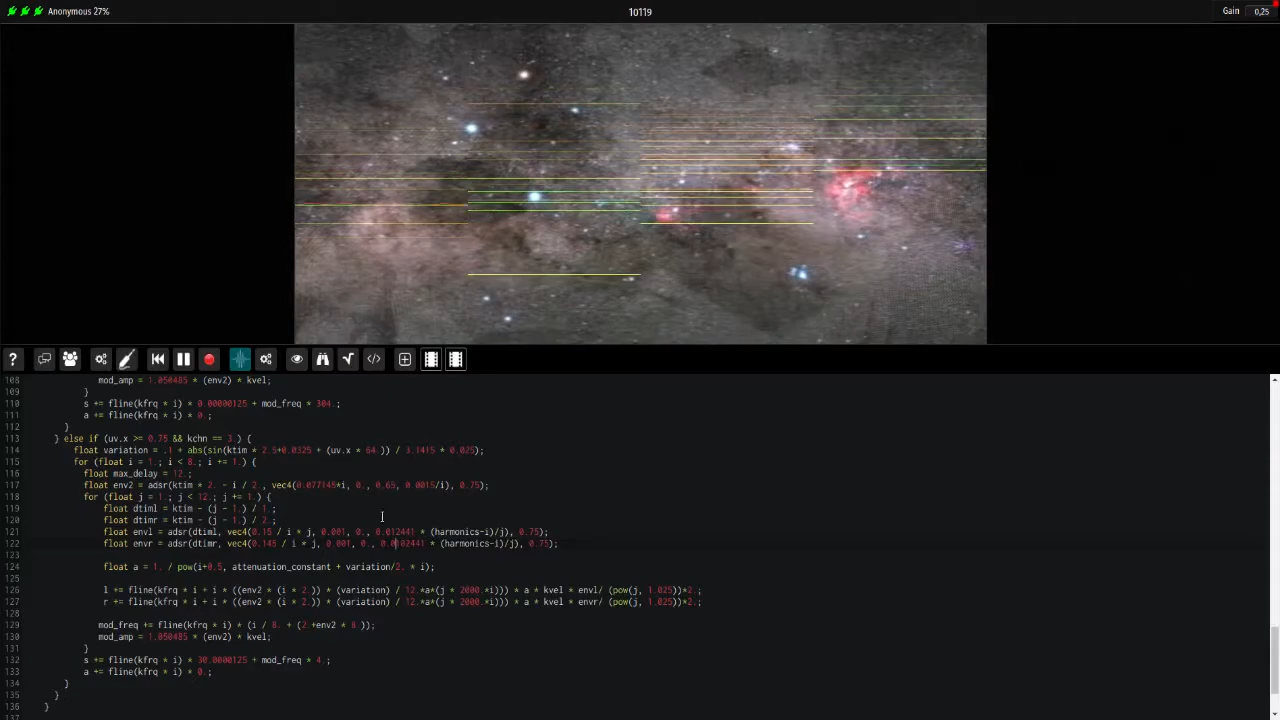 Anonymous 27%
10119
Gain 0,25
?
108 mod_amp = 1.050485 * (env2) * kvel;
109 }
110 s += fline(kfrq * i) * 0.00000125 + mod_freq * 304.;
111 a += fline(kfrq * i) * 0.;
112 }
113 } else if (uv.x >= 0.75 && kchn == 3.) {
114 float variation = .1 + abs(sin(ktim * 2.5+0.0325 + (uv.x * 64.)) / 3.1415 * 0.025);
115 for (float i = 1.; i < 8.; i += 1.) {
116 float max_delay = 12.;
117 float env2 = adsr(ktim * 2. - i / 2., vec4(0.077145*i, 0., 0.65, 0.0015/i), 0.75);
118 for (float j = 1.; j < 12.; j += 1.) {
119 float dtiml = ktim - (j - 1.) / 1.;
120 float dtimr = ktim - (j - 1.) / 2.;
121 float envl = adsr(dtiml, vec4(0.15 / i * j, 0.001, 0., 0.012441 * (harmonics-i)/j), 0.75);
122 float envr = adsr(dtimr, vec4(0.145 / i * j, 0.001, 0., 0.0102441 * (harmonics-i)/j), 0.75);
123
124 float a = 1. / pow(i+0.5, attenuation_constant + variation/2. * i);
125
126 l += fline(kfrq * i + i * ((env2 * (i * 2.)) * (variation) / 12.*a*(j * 2000.*i))) * a * kvel * envl/ (pow(j, 1.025))*2.;
127 r += fline(kfrq * i + i * ((env2 * (i * 2.)) * (variation) / 12.*a*(j * 2000.*i))) * a * kvel * envr/ (pow(j, 1.025))*2.;
128
129 mod_freq += fline(kfrq * i) * (i / 8. + (2.+env2 * 8.));
130 mod_amp = 1.050485 * (env2) * kvel;
131 }
132 s += fline(kfrq * i) * 30.0000125 + mod_freq * 4.;
133 a += fline(kfrq * i) * 0.;
134 }
135 }
136 }
137